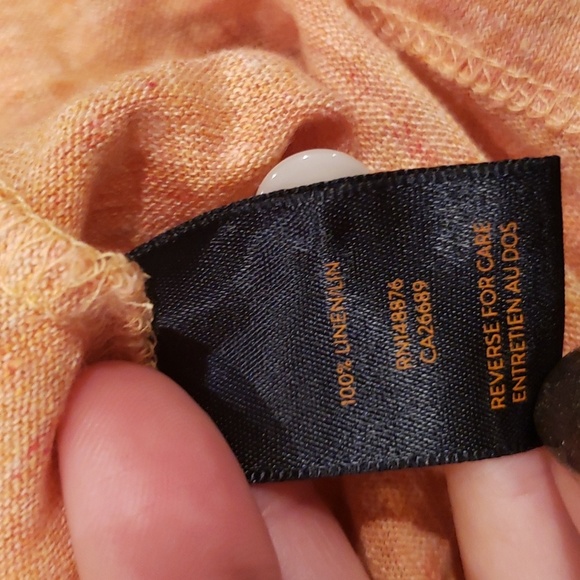 100% LINEN/LIN
RN148876
CA26689
REVERSE FOR CARE
ENTRETIEN AU DOS